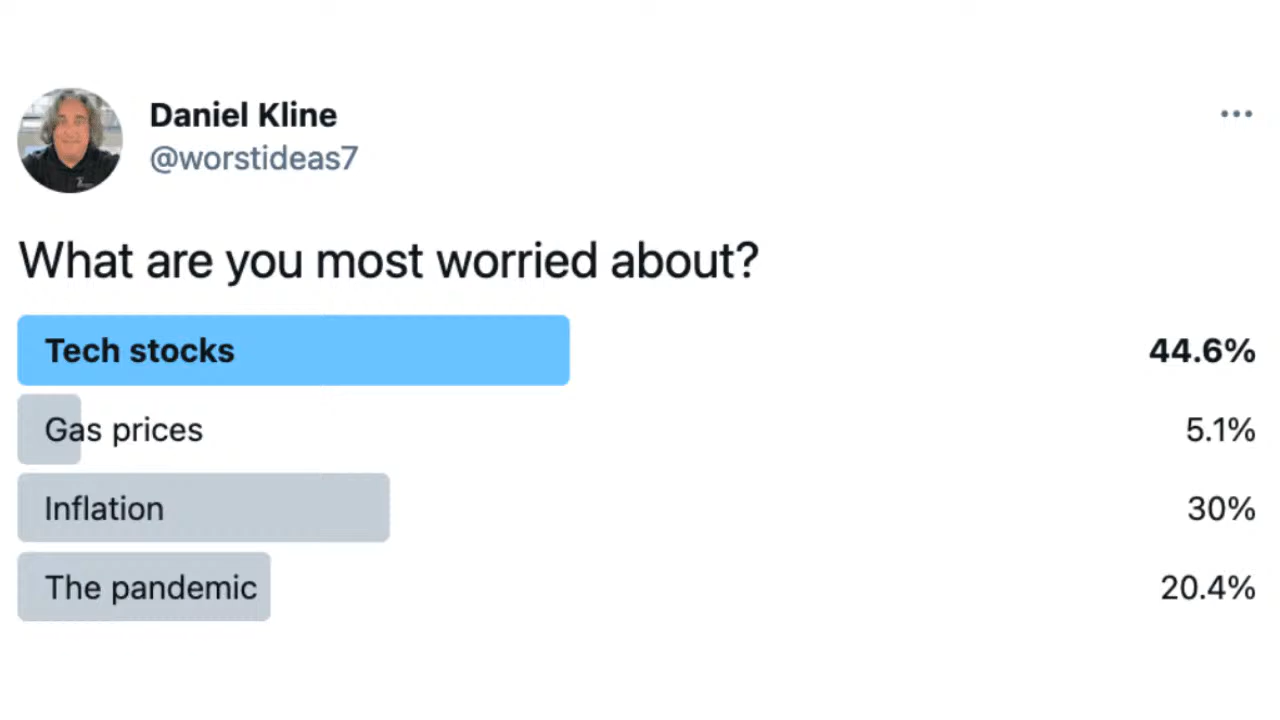 Daniel Kline
@worstideas7
What are you most worried about?
Tech stocks 44.6%
Gas prices 5.1%
Inflation 30%
The pandemic 20.4%